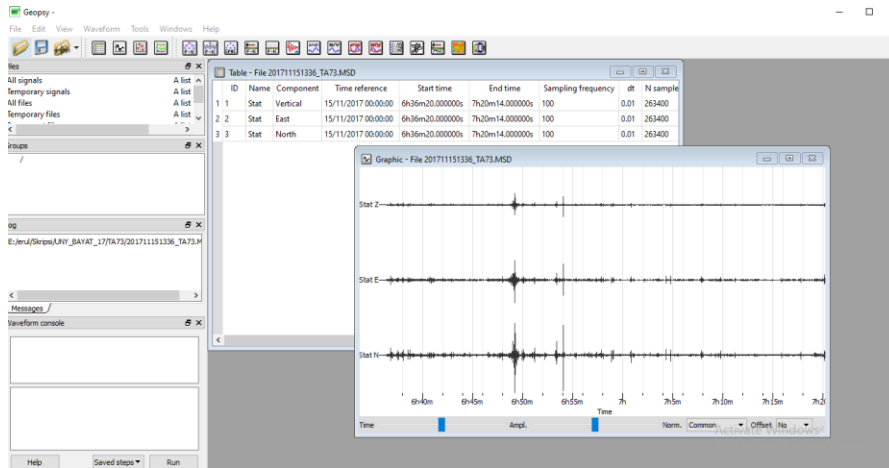 Geopsy -
File Edit View Waveform Tools Windows Help
iles
All signals A list
Temporary signals A list
All files A list
Temporary files A list
Groups
/
og
E:/erul/Skripsi/UNY_BAYAT_17/TA73/201711151336_TA73.M
Messages
Waveform console
Help Saved steps Run
Table - File 201711151336_TA73.MSD
ID Name Component Time reference Start time End time Sampling frequency dt N sample
1 1 Stat Vertical 15/11/2017 00:00:00 6h36m20.000000s 7h20m14.000000s 100 0.01 263400
2 2 Stat East 15/11/2017 00:00:00 6h36m20.000000s 7h20m14.000000s 100 0.01 263400
3 3 Stat North 15/11/2017 00:00:00 6h36m20.000000s 7h20m14.000000s 100 0.01 263400
Graphic - File 201711151336_TA73.MSD
Stat Z
Stat E
Stat N
6h40m 6h45m 6h50m 6h55m 7h 7h5m 7h10m 7h15m 7h2
Time
Time Ampl. Norm. Common Offset No
Activate Windows